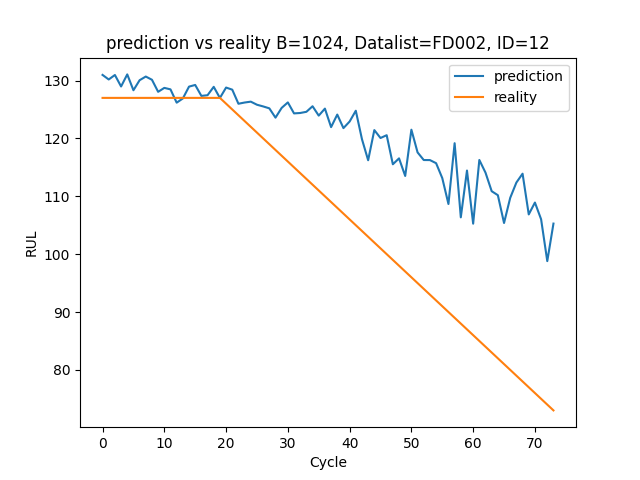 prediction vs reality B=1024, Datalist=FD002, ID=12
prediction
reality
RUL
130
120
110
100
90
80
0 10 20 30 40 50 60 70
Cycle